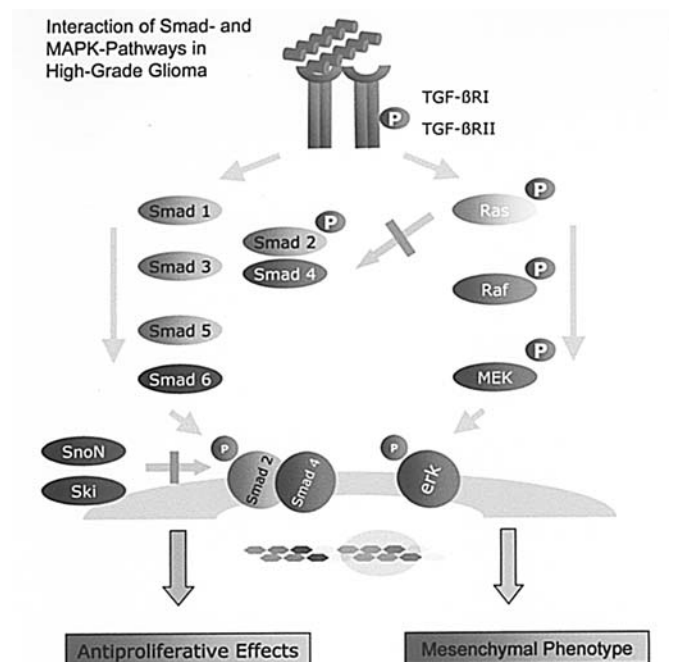 Interaction of Smad- and
MAPK-Pathways in
High-Grade Glioma
TGF-ßRI
P
TGF-ßRII
Smad 1
P
Smad 2
Smad 4
P
Ras
Smad 3
P
Raf
Smad 5
Smad 6
P
MEK
SnoN
Ski
P
Smad 2
Smad 4
P
erk
Antiproliferative Effects
Mesenchymal Phenotype